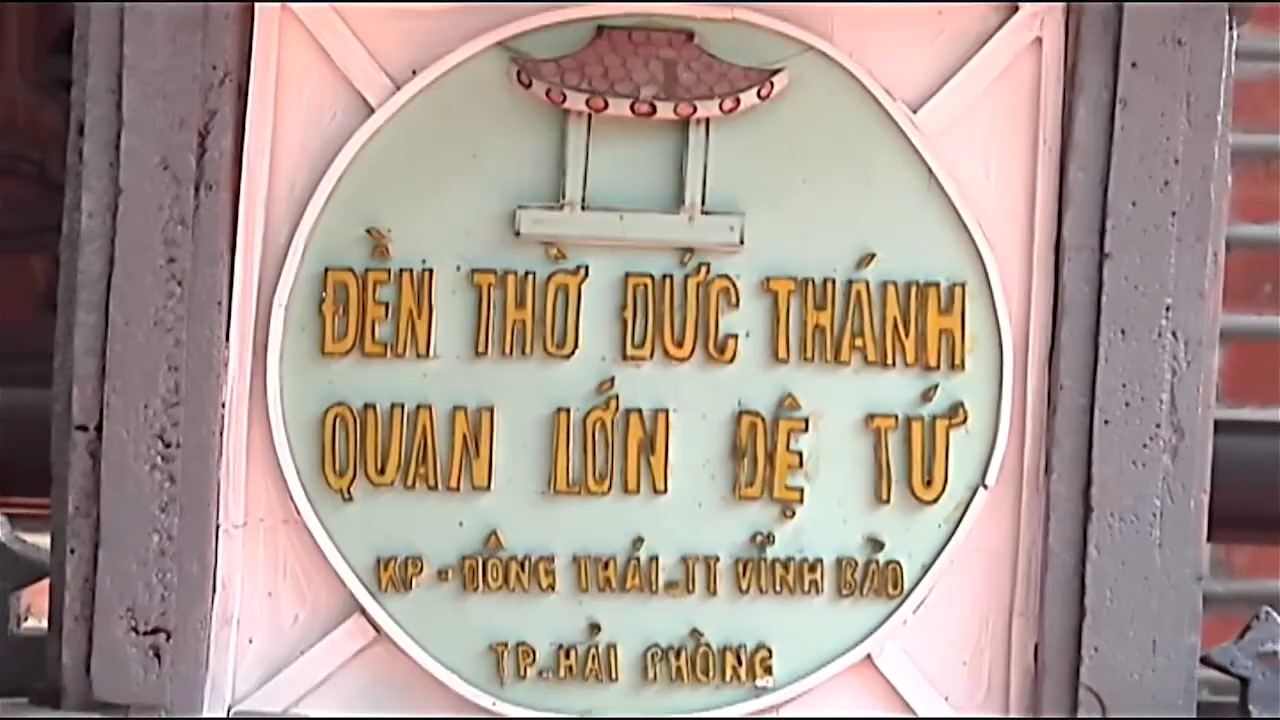 ĐỀN THỜ ĐỨC THÁNH
QUAN LỚN ĐỆ TỨ
KP - ĐÔNG THÁI - TT VĨNH BẢO
TP - HẢI PHÒNG